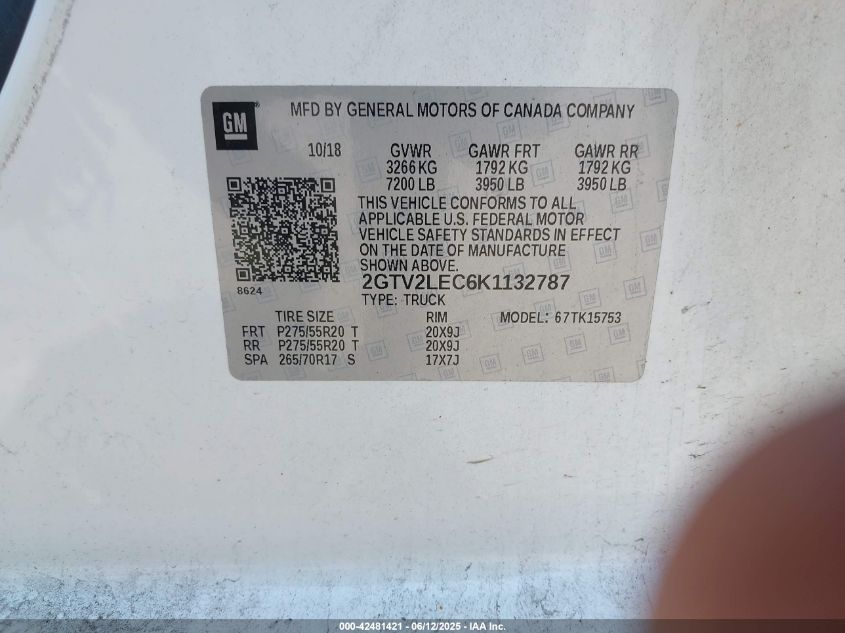 GM
MFD BY GENERAL MOTORS OF CANADA COMPANY
10/18 GVWR GAWR FRT GAWR RR
3266 KG 1792 KG 1792 KG
7200 LB 3950 LB 3950 LB
THIS VEHICLE CONFORMS TO ALL
APPLICABLE U.S. FEDERAL MOTOR
VEHICLE SAFETY STANDARDS IN EFFECT
ON THE DATE OF MANUFACTURE
SHOWN ABOVE.
8624
2GTV2LEC6K1132787
TYPE: TRUCK
TIRE SIZE RIM MODEL: 67TK15753
FRT P275/55R20 T 20X9J
RR P275/55R20 T 20X9J
SPA 265/70R17 S 17X7J
000-42481421 - 06/12/2025 - IAA Inc.